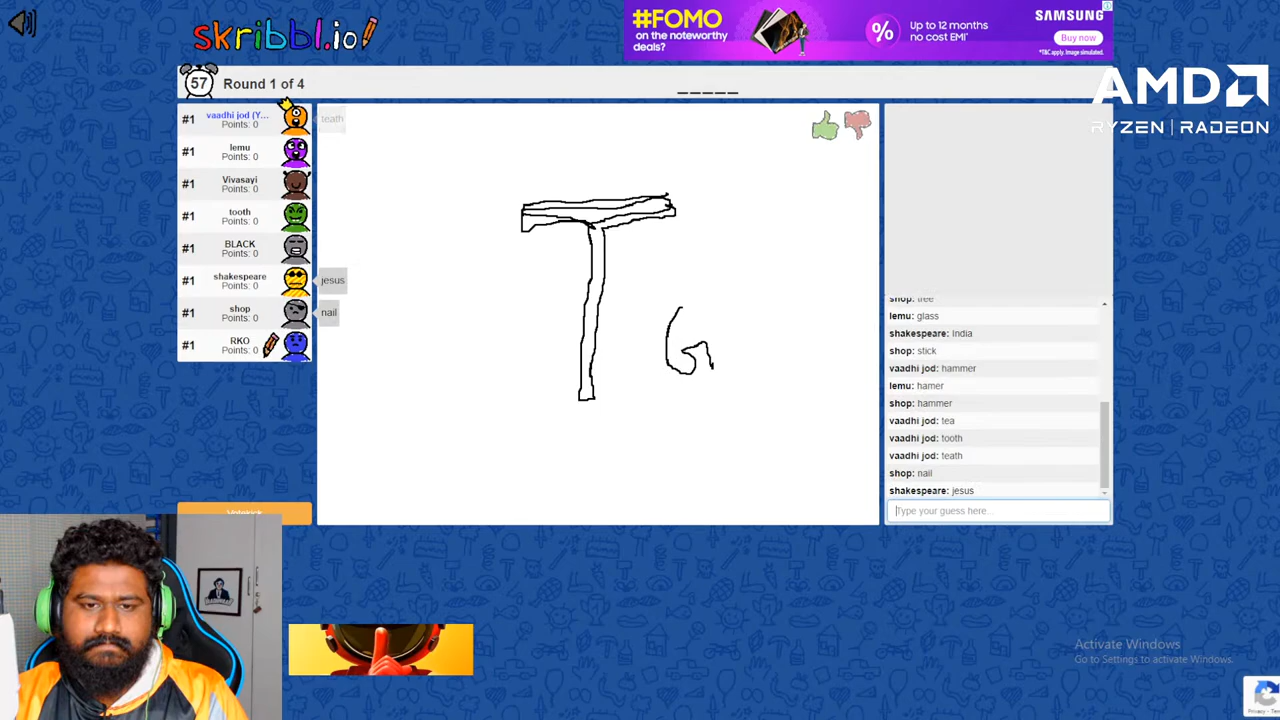 skribbl.io!
#FOMO
on the noteworthy
deals?
%
Up to 12 months
no cost EMI*
SAMSUNG
Buy now
*T&C apply. Image simulated.
AMD
RYZEN | RADEON
57
Round 1 of 4
_____
#1
vaadhi jod (Y...
Points: 0
teath
#1
lemu
Points: 0
#1
Vivasayi
Points: 0
#1
tooth
Points: 0
#1
BLACK
Points: 0
#1
shakespeare
Points: 0
jesus
#1
shop
Points: 0
nail
#1
RKO
Points: 0
T
shop: tree
lemu: glass
shakespeare: India
shop: stick
vaadhi jod: hammer
lemu: hamer
shop: hammer
vaadhi jod: tea
vaadhi jod: tooth
vaadhi jod: teath
shop: nail
shakespeare: jesus
Type your guess here...
Votekick
Activate Windows
Go to Settings to activate Windows.